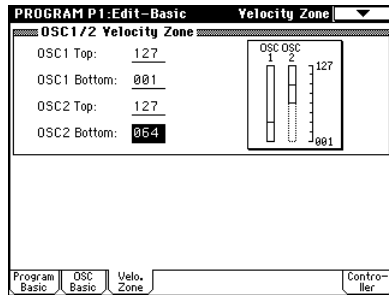 PROGRAM P1:Edit-Basic Velocity Zone
OSC1/2 Velocity Zone
OSC1 Top: 127
OSC1 Bottom: 001
OSC2 Top: 127
OSC2 Bottom: 064
OSC OSC
1 2
127
001
Program Basic
OSC Basic
Velo. Zone
Contro-ller